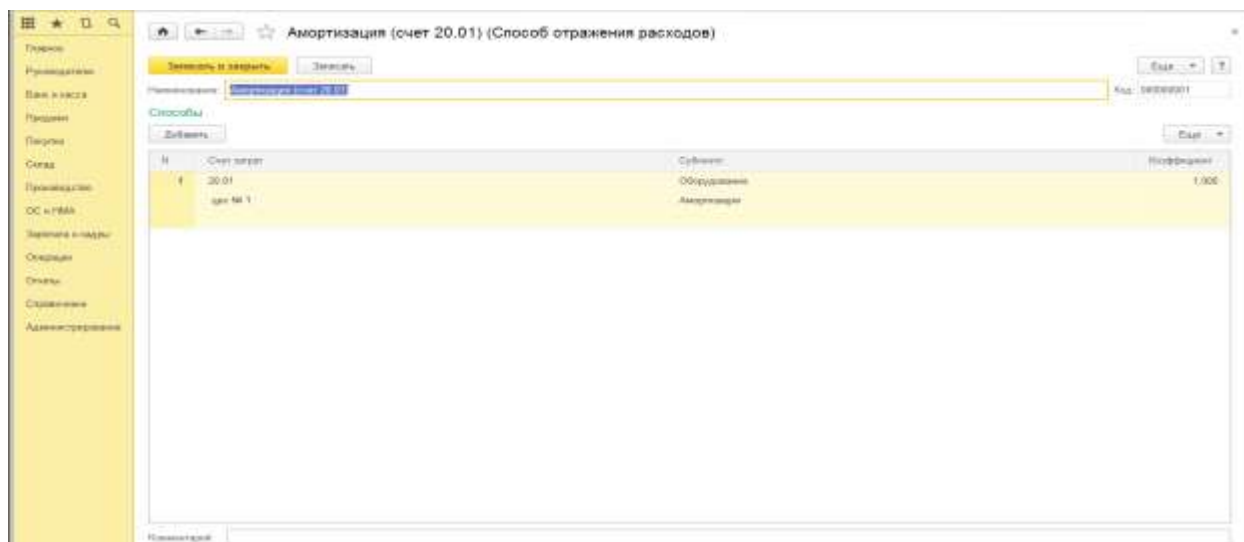 Амортизация (счет 20.01) (Способ отражения расходов)
Главное
Руководителю
Банк и касса
Продажи
Покупки
Склад
Производство
ОС и НМА
Зарплата и кадры
Операции
Отчеты
Справочники
Администрирование
Записать и закрыть Записать Еще ?
Наименование: Амортизация (счет 20.01) Код:
Способы
Добавить Еще
N Счет затрат Субконто Коэффициент
1 20.01 Оборудование 1,000
цех № 1 Амортизация
Комментарий: